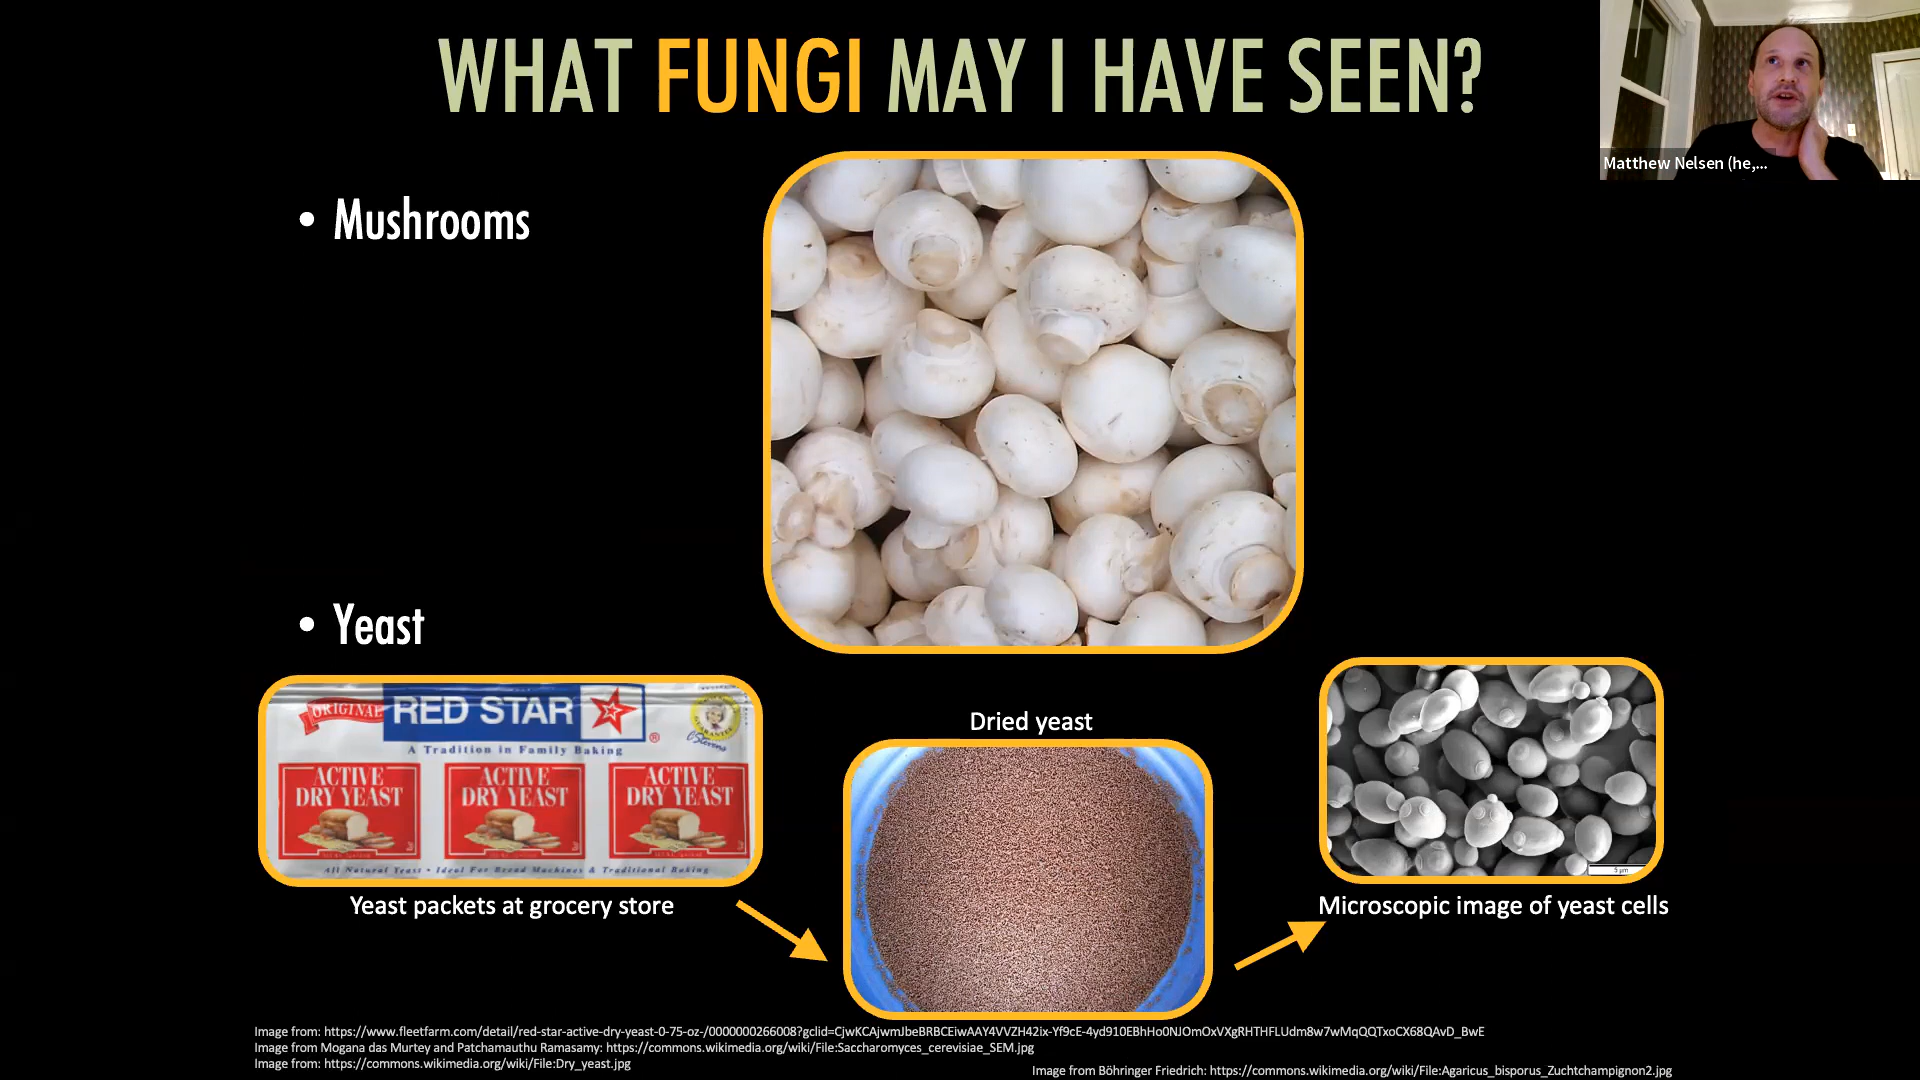 WHAT FUNGI MAY I HAVE SEEN?
Matthew Nelsen (he,...
• Mushrooms
• Yeast
ORIGINAL
RED STAR
®
A Tradition in Family Baking
GUARANTEE
ACTIVE
DRY YEAST
ACTIVE
DRY YEAST
ACTIVE
DRY YEAST
All Natural Yeast • Ideal For Bread Machines & Traditional Baking
Yeast packets at grocery store
Dried yeast
5 µm
Microscopic image of yeast cells
Image from: https://www.fleetfarm.com/detail/red-star-active-dry-yeast-0-75-oz-/0000000266008?gclid=CjwKCAjwmJbeBRBCEiwAAY4VVZH42ix-Yf9cE-4yd910EBhHo0NJOmOxVXgRHTHFLUdm8w7wMqQQTxoCX68QAvD_BwE
Image from Mogana das Murtey and Patchamauthu Ramasamy: https://commons.wikimedia.org/wiki/File:Saccharomyces_cerevisiae_SEM.jpg
Image from: https://commons.wikimedia.org/wiki/File:Dry_yeast.jpg
Image from Böhringer Friedrich: https://commons.wikimedia.org/wiki/File:Agaricus_bisporus_Zuchtchampignon2.jpg